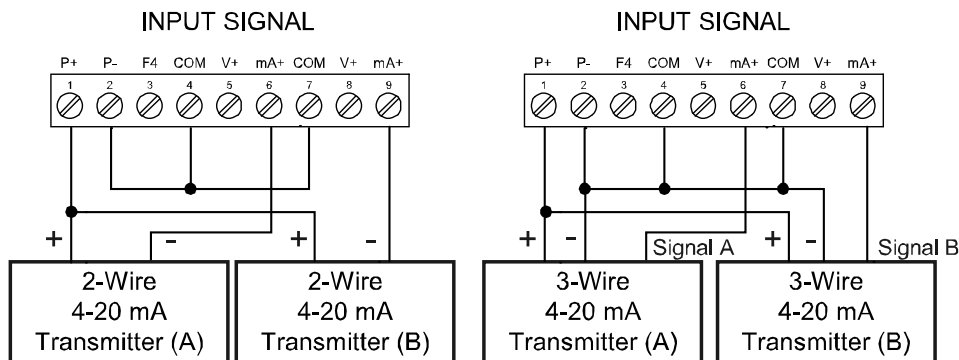 INPUT SIGNAL
P+ P- F4 COM V+ mA+ COM V+ mA+
1 2 3 4 5 6 7 8 9
+ - + -
2-Wire
4-20 mA
Transmitter (A)
2-Wire
4-20 mA
Transmitter (B)
INPUT SIGNAL
P+ P- F4 COM V+ mA+ COM V+ mA+
1 2 3 4 5 6 7 8 9
+ - Signal A + - Signal B
3-Wire
4-20 mA
Transmitter (A)
3-Wire
4-20 mA
Transmitter (B)